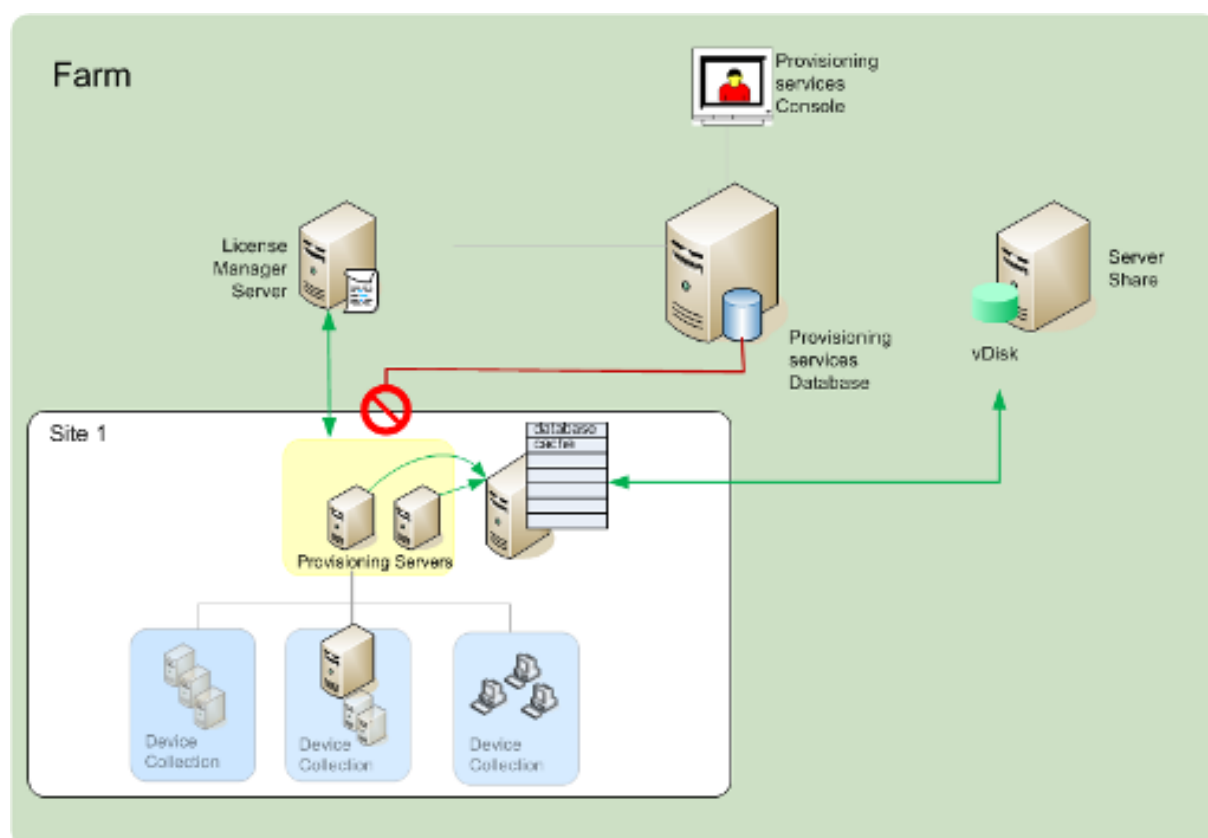 Farm
Provisioning
services
Console
License
Manager
Server
Server
Share
vDisk
Provisioning
services
Database
Site 1
database
cache
Provisioning Servers
Device
Collection
Device
Collection
Device
Collection